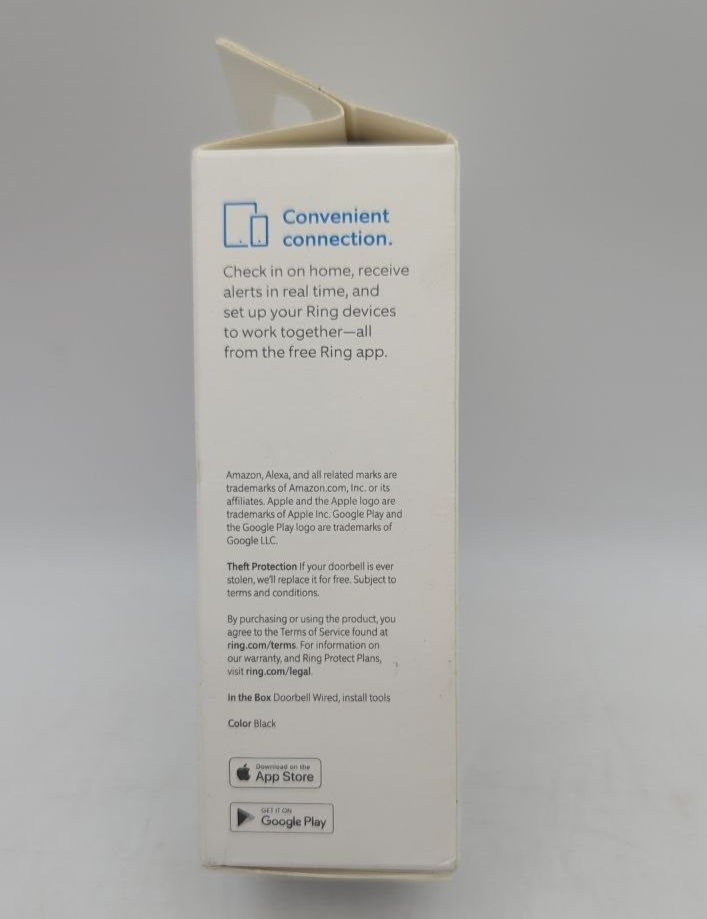 Convenient
connection.
Check in on home, receive
alerts in real time, and
set up your Ring devices
to work together—all
from the free Ring app.
Amazon, Alexa, and all related marks are
trademarks of Amazon.com, Inc. or its
affiliates. Apple and the Apple logo are
trademarks of Apple Inc. Google Play and
the Google Play logo are trademarks of
Google LLC.
Theft Protection If your doorbell is ever
stolen, we'll replace it for free. Subject to
terms and conditions.
By purchasing or using the product, you
agree to the Terms of Service found at
ring.com/terms. For information on
our warranty, and Ring Protect Plans,
visit ring.com/legal.
In the Box Doorbell Wired, install tools
Color Black
Download on the
App Store
GET IT ON
Google Play